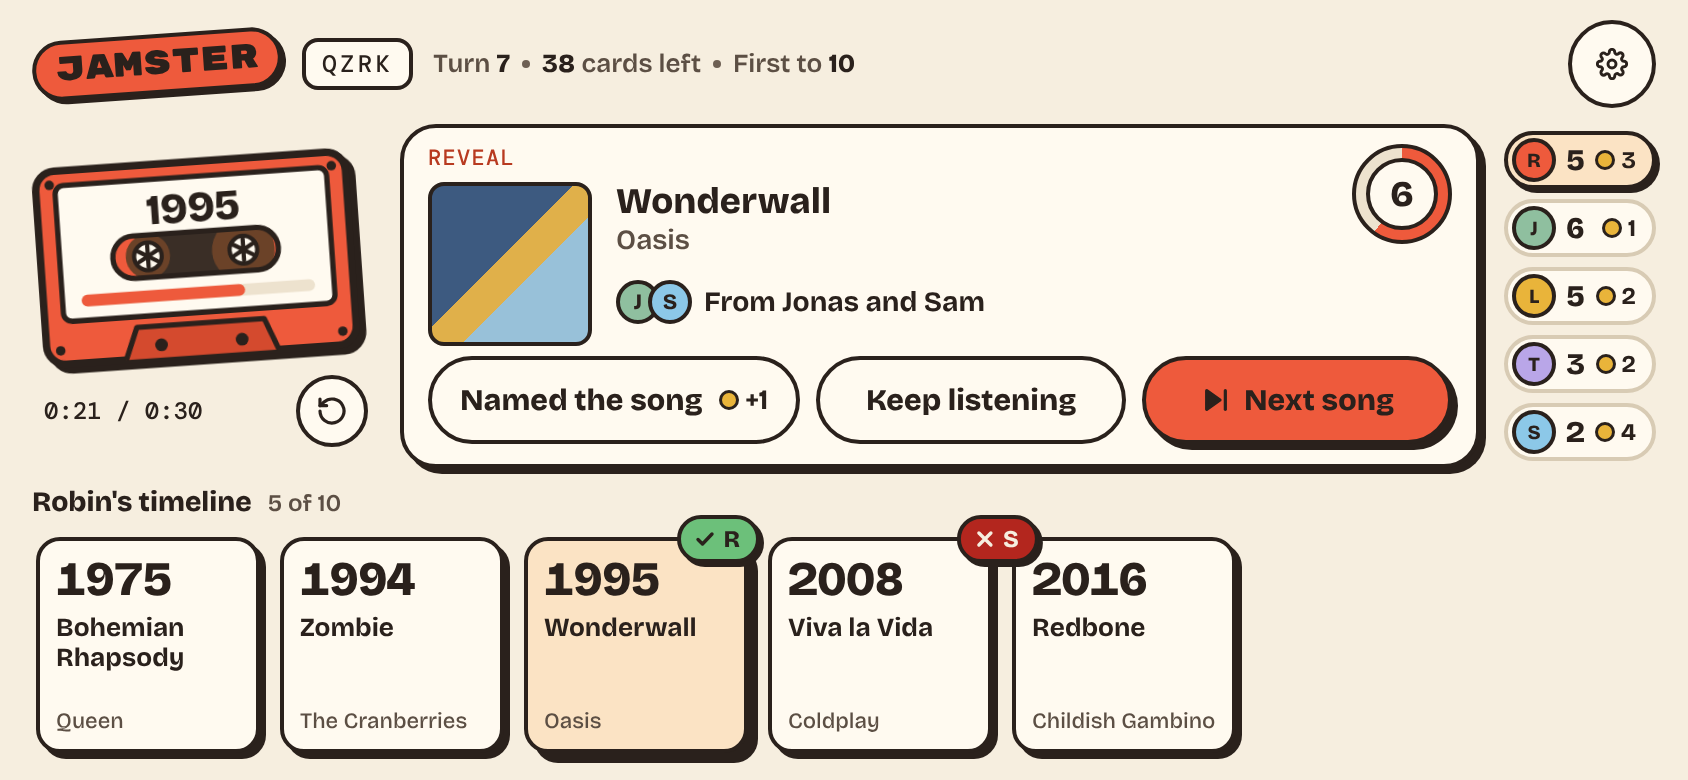 JAMSTER
QZRK
Turn 7 • 38 cards left • First to 10
1995
0:21 / 0:30
REVEAL
Wonderwall
Oasis
J S From Jonas and Sam
6
Named the song +1
Keep listening
Next song
R 5 3
J 6 1
L 5 2
T 3 2
S 2 4
Robin's timeline 5 of 10
1975
Bohemian
Rhapsody
Queen
1994
Zombie
The Cranberries
R
1995
Wonderwall
Oasis
2008
Viva la Vida
Coldplay
S
2016
Redbone
Childish Gambino